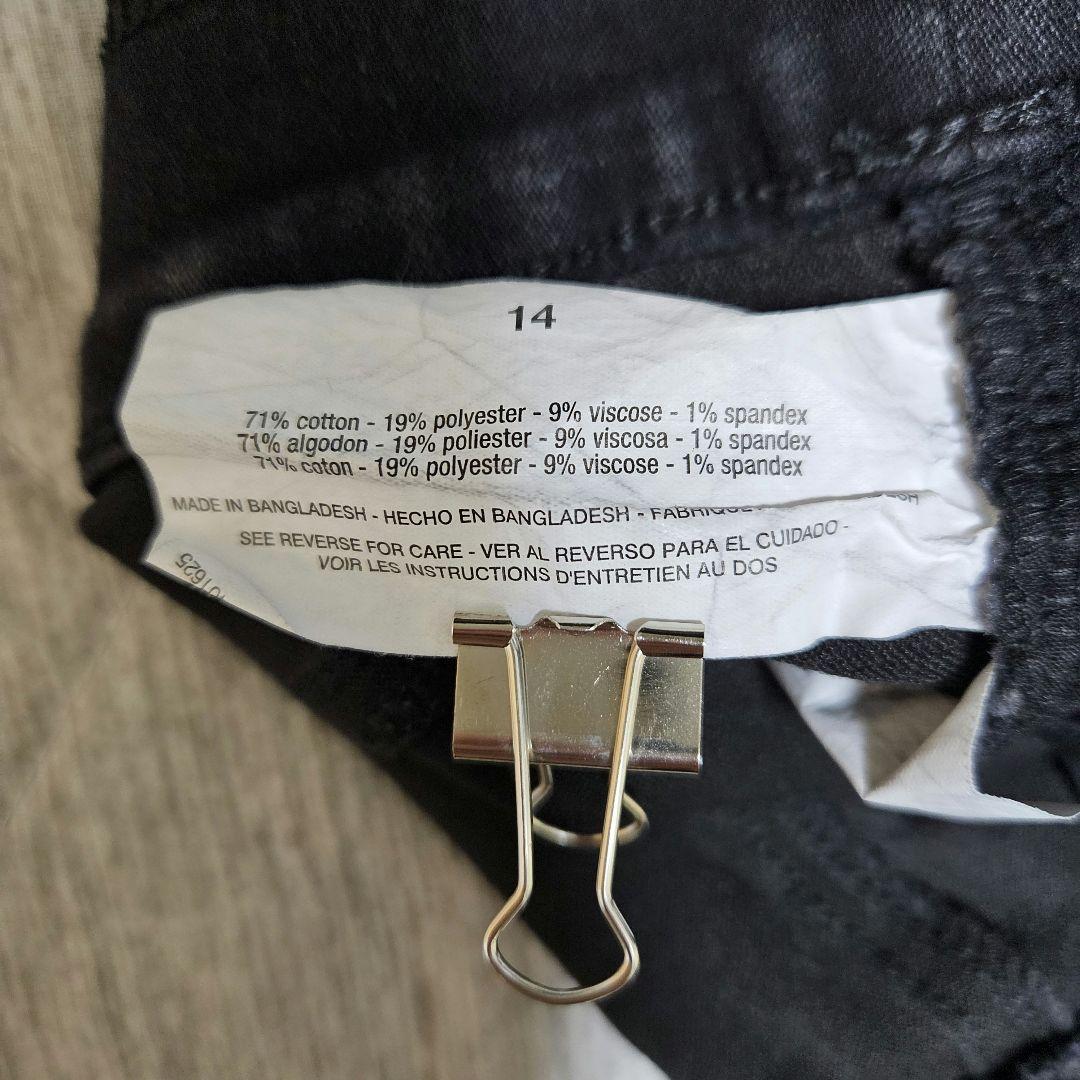 14
71% cotton - 19% polyester - 9% viscose - 1% spandex
71% algodon - 19% poliester - 9% viscosa - 1% spandex
71% coton - 19% polyester - 9% viscose - 1% spandex
MADE IN BANGLADESH - HECHO EN BANGLADESH -
SEE REVERSE FOR CARE - VER AL REVERSO PARA EL CUIDADO -
VOIR LES INSTRUCTIONS D'ENTRETIEN AU DOS